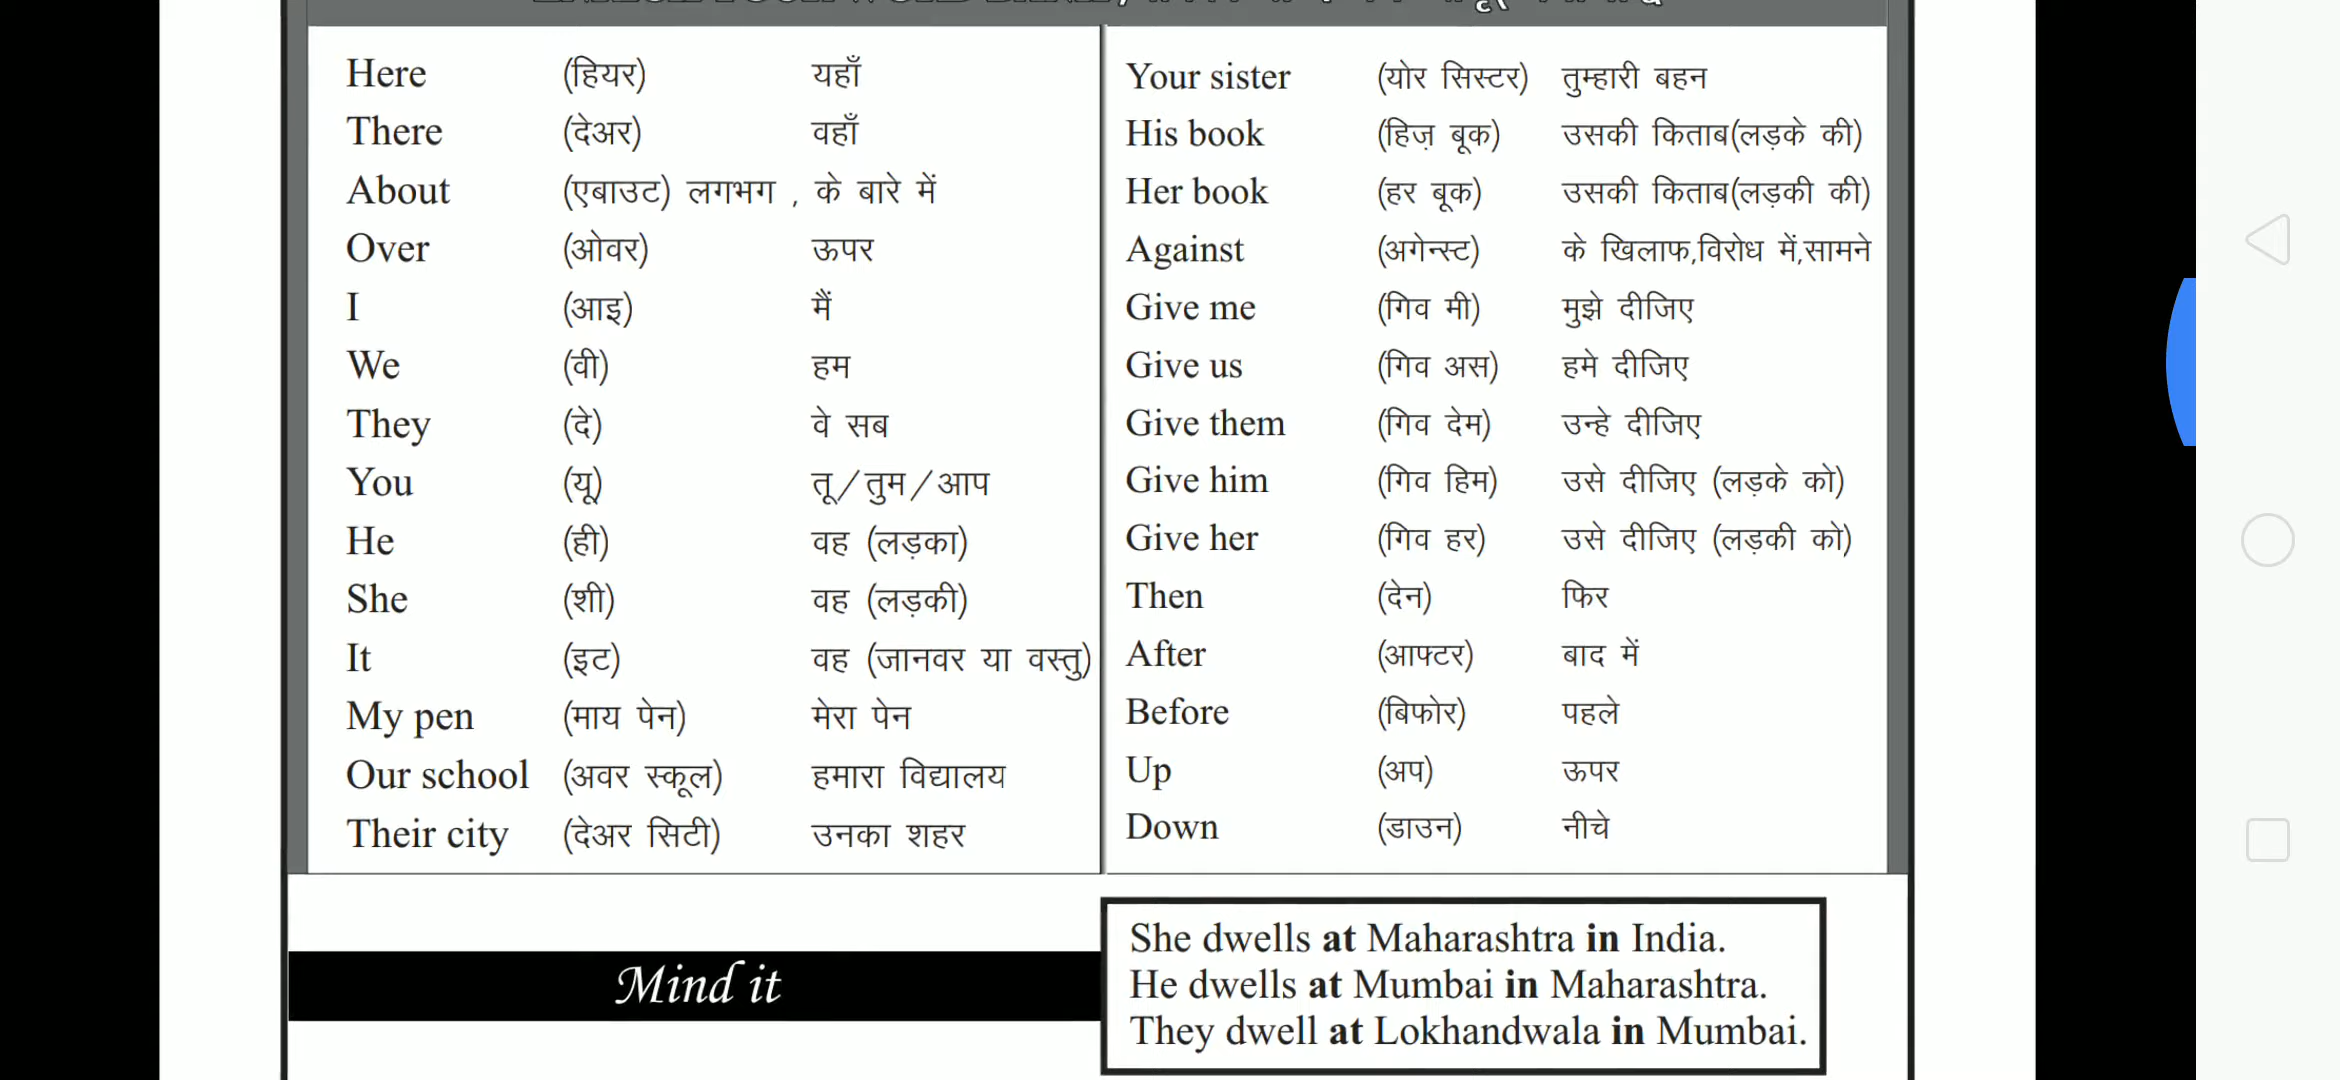 Here (हियर) यहाँ
There (देअर) वहाँ
About (एबाउट) लगभग , के बारे में
Over (ओवर) ऊपर
I (आइ) मैं
We (वी) हम
They (दे) वे सब
You (यू) तू/तुम/आप
He (ही) वह (लड़का)
She (शी) वह (लड़की)
It (इट) वह (जानवर या वस्तु)
My pen (माय पेन) मेरा पेन
Our school (अवर स्कूल) हमारा विद्यालय
Their city (देअर सिटी) उनका शहर
Your sister (योर सिस्टर) तुम्हारी बहन
His book (हिज़ बूक) उसकी किताब(लड़के की)
Her book (हर बूक) उसकी किताब(लड़की की)
Against (अगेन्स्ट) के खिलाफ,विरोध में,सामने
Give me (गिव मी) मुझे दीजिए
Give us (गिव अस) हमे दीजिए
Give them (गिव देम) उन्हे दीजिए
Give him (गिव हिम) उसे दीजिए (लड़के को)
Give her (गिव हर) उसे दीजिए (लड़की को)
Then (देन) फिर
After (आफ्टर) बाद में
Before (बिफोर) पहले
Up (अप) ऊपर
Down (डाउन) नीचे
Mind it
She dwells at Maharashtra in India.
He dwells at Mumbai in Maharashtra.
They dwell at Lokhandwala in Mumbai.